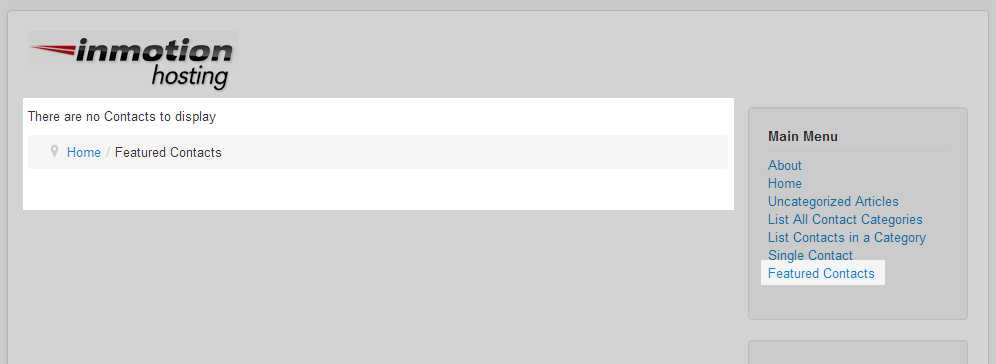 inmotion
hosting
There are no Contacts to display
Home / Featured Contacts
Main Menu
About
Home
Uncategorized Articles
List All Contact Categories
List Contacts in a Category
Single Contact
Featured Contacts